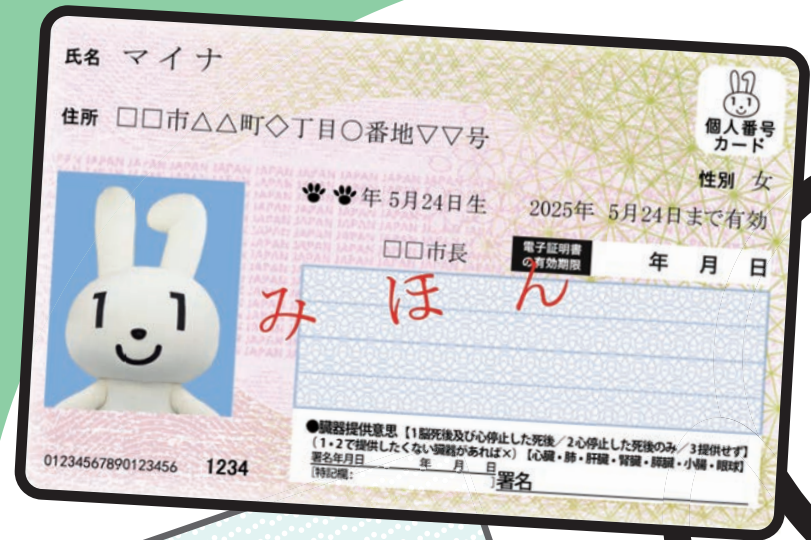 氏名 マイナ
住所 □□市△△町◇丁目○番地▽▽号
個人番号
カード
性別 女
年 5月24日生 2025年 5月24日まで有効
□□市長
電子証明書
の有効期限
年 月 日
みほん
●臓器提供意思【1脳死後及び心停止した死後／2心停止した死後のみ／3提供せず】
（1・2で提供したくない臓器があれば×）【心臓・肺・肝臓・腎臓・膵臓・小腸・眼球】
署名年月日 年 月 日
[特記欄： ]署名
01234567890123456 1234